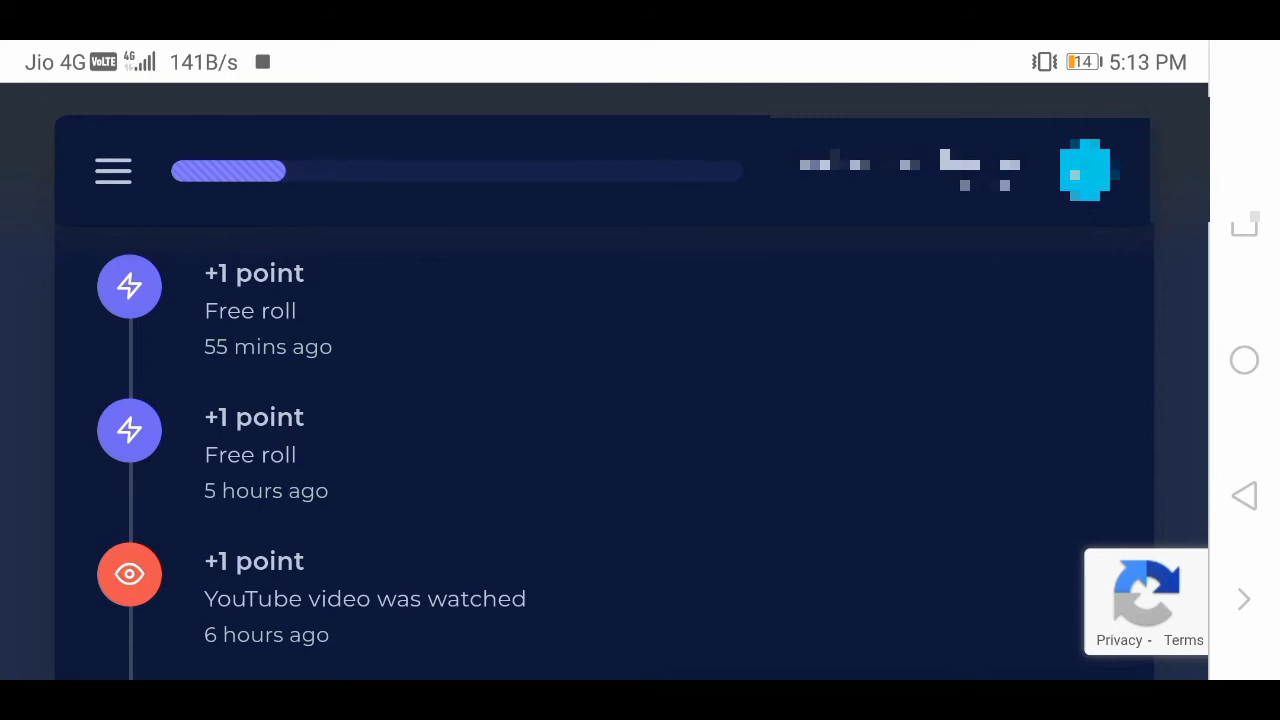 Jio 4G VoLTE 4G 141B/s 14 5:13 PM
+1 point
Free roll
55 mins ago
+1 point
Free roll
5 hours ago
+1 point
YouTube video was watched
6 hours ago
Privacy - Terms